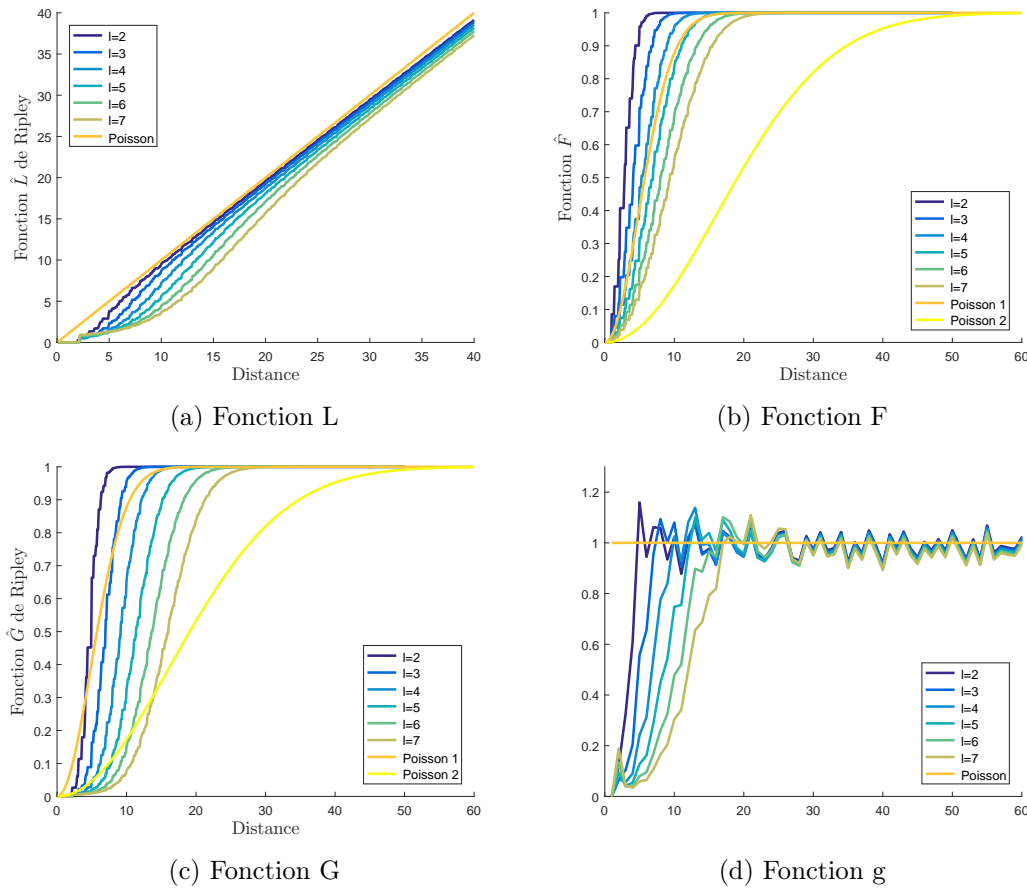 40
35
30
25
20
15
10
5
0
Fonction L̂ de Ripley
l=2
l=3
l=4
l=5
l=6
l=7
Poisson
0 5 10 15 20 25 30 35 40
Distance
(a) Fonction L
1
0.9
0.8
0.7
0.6
0.5
0.4
0.3
0.2
0.1
0
Fonction F̂
l=2
l=3
l=4
l=5
l=6
l=7
Poisson 1
Poisson 2
0 10 20 30 40 50 60
Distance
(b) Fonction F
1
0.9
0.8
0.7
0.6
0.5
0.4
0.3
0.2
0.1
0
Fonction Ĝ de Ripley
l=2
l=3
l=4
l=5
l=6
l=7
Poisson 1
Poisson 2
0 10 20 30 40 50 60
Distance
(c) Fonction G
1.2
1
0.8
0.6
0.4
0.2
0
l=2
l=3
l=4
l=5
l=6
l=7
Poisson
0 10 20 30 40 50 60
(d) Fonction g